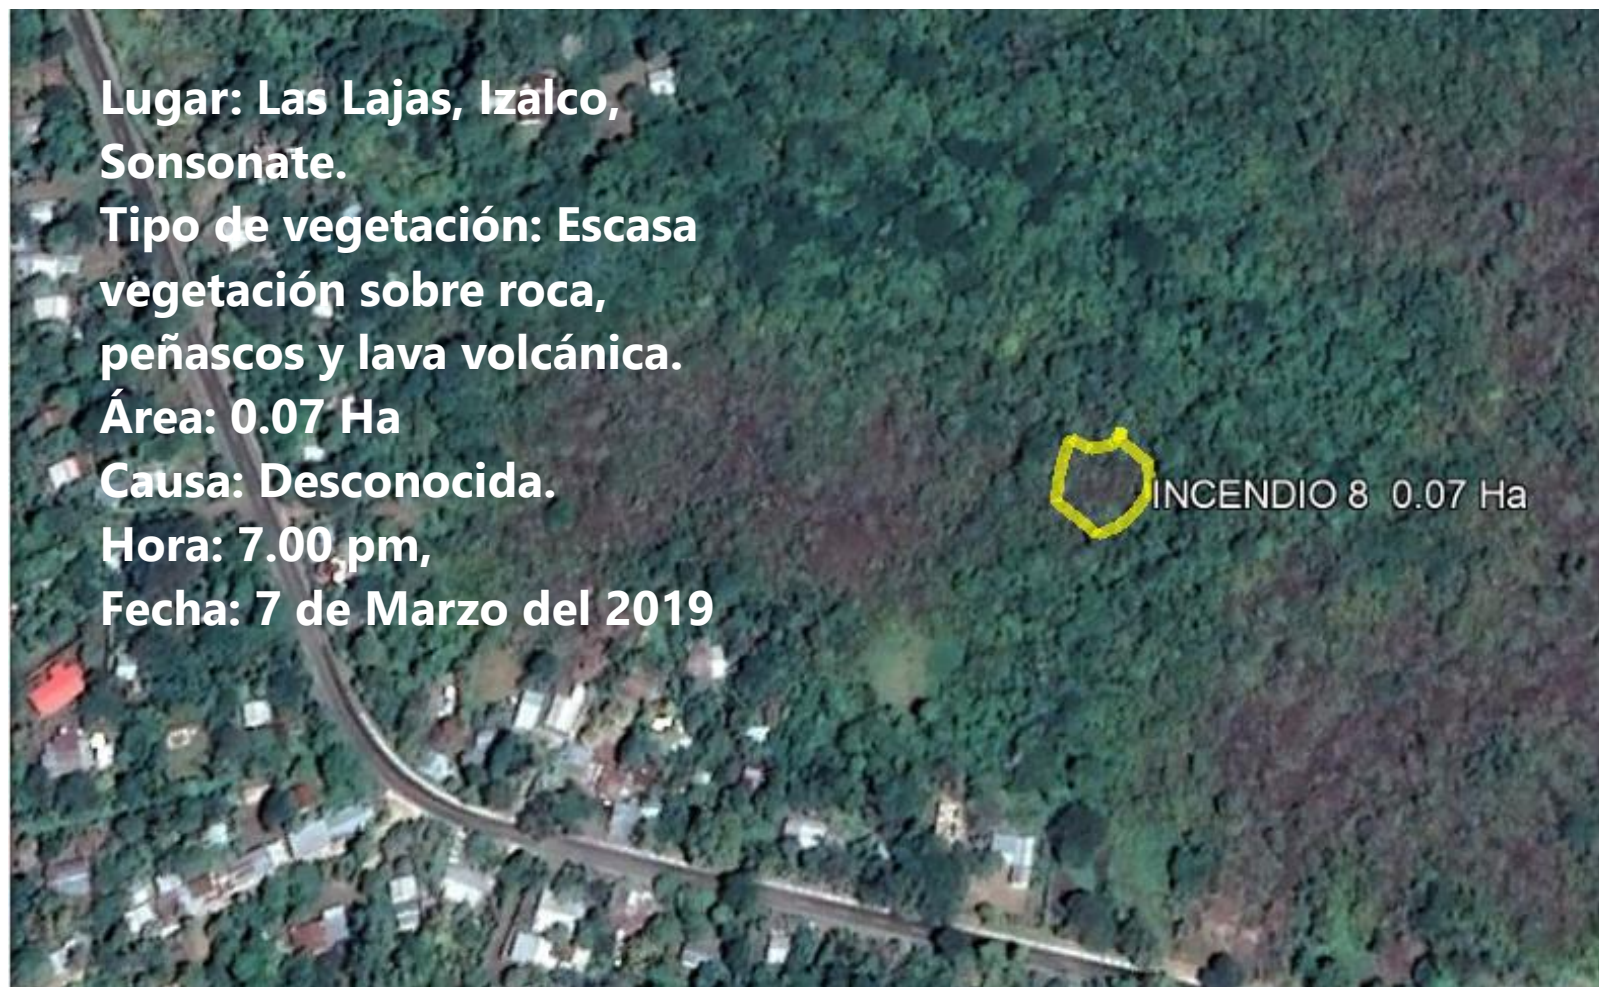 Lugar: Las Lajas, Izalco,
Sonsonate.
Tipo de vegetación: Escasa
vegetación sobre roca,
peñascos y lava volcánica.
Área: 0.07 Ha
Causa: Desconocida.
Hora: 7.00 pm,
Fecha: 7 de Marzo del 2019
INCENDIO 8  0.07 Ha